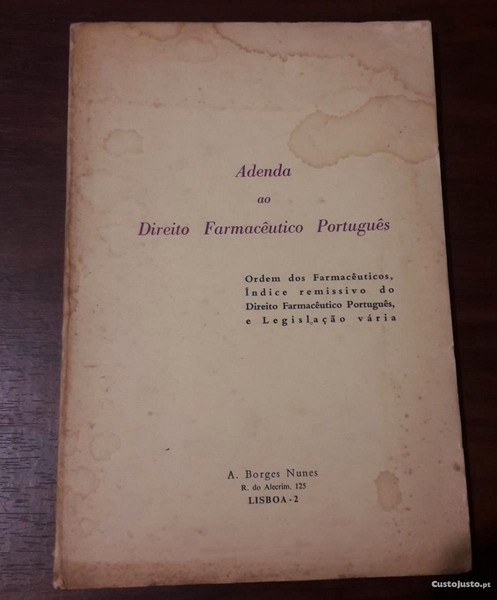 Adenda
ao
Direito Farmacêutico Português
Ordem dos Farmacêuticos,
Índice remissivo do
Direito Farmacêutico Português,
e Legislação vária
A. Borges Nunes
R. do Alecrim, 125
LISBOA-2
CustoJusto.pt